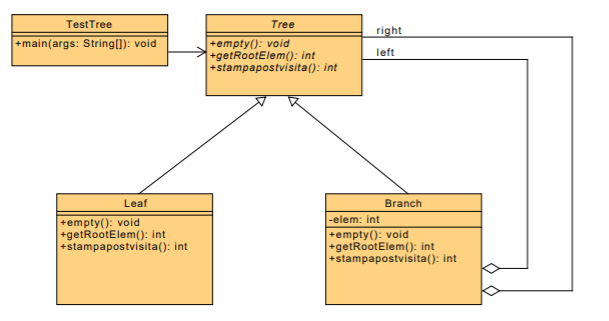 TestTree
+main(args: String[]): void
Tree
+empty(): void
+getRootElem(): int
+stampapostvisita(): int
right
left
Leaf
+empty(): void
+getRootElem(): int
+stampapostvisita(): int
Branch
-elem: int
+empty(): void
+getRootElem(): int
+stampapostvisita(): int